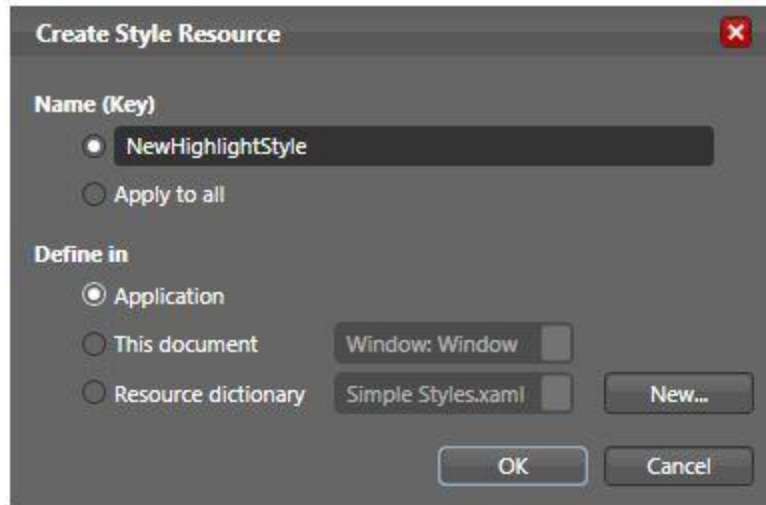 Create Style Resource
Name (Key)
NewHighlightStyle
Apply to all
Define in
Application
This document Window: Window
Resource dictionary Simple Styles.xaml New...
OK Cancel